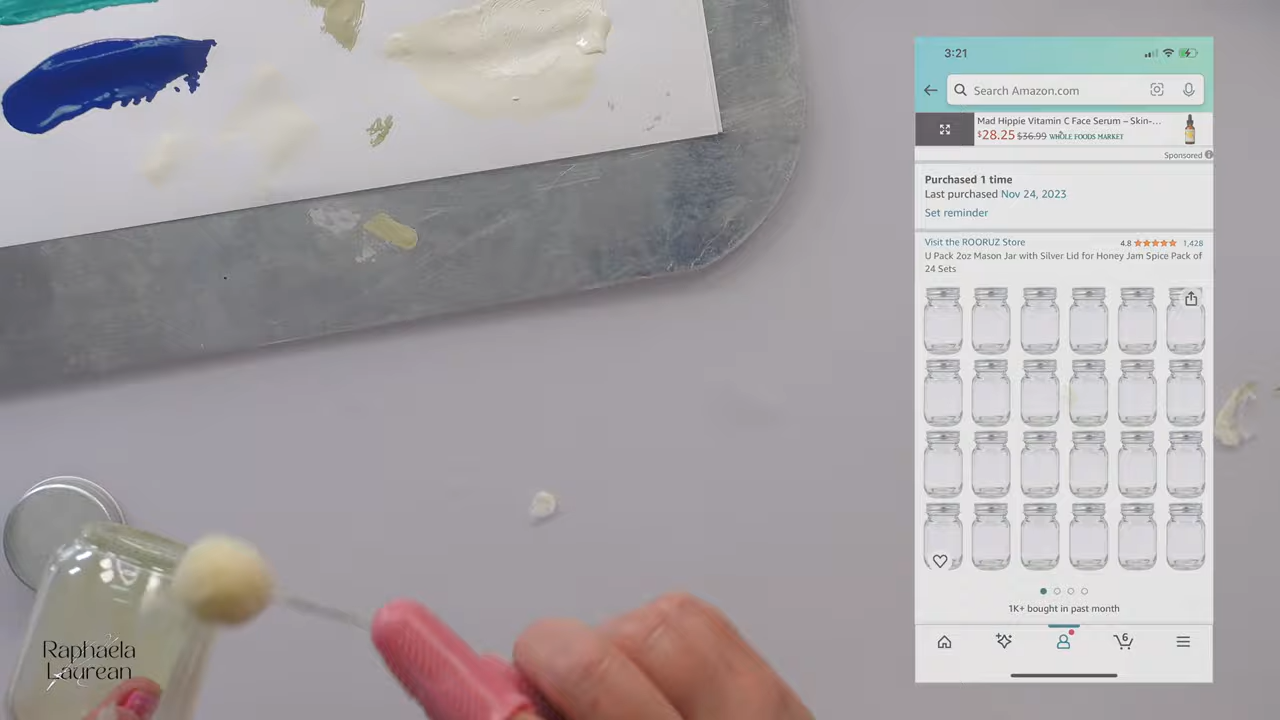 3:21
Search Amazon.com
Mad Hippie Vitamin C Face Serum – Skin-...
$28.25 $36.99 WHOLE FOODS MARKET
Sponsored
Purchased 1 time
Last purchased Nov 24, 2023
Set reminder
Visit the ROORUZ Store 4.8 1,428
U Pack 2oz Mason Jar with Silver Lid for Honey Jam Spice Pack of
24 Sets
1K+ bought in past month
6
Raphaela
Laurean